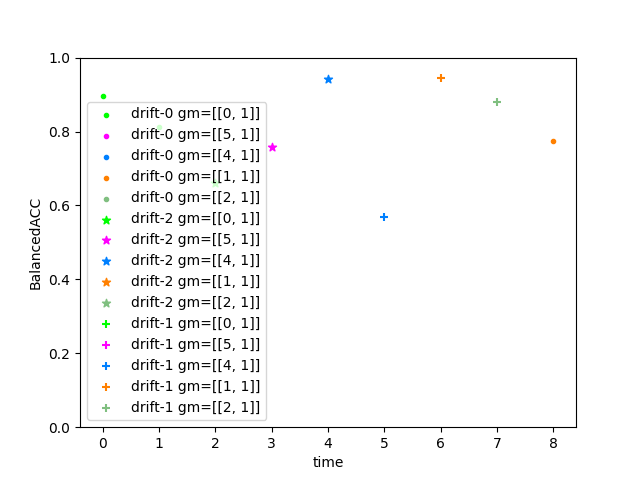 1.0
0.8
0.6
0.4
0.2
0.0
BalancedACC
drift-0 gm=[[0, 1]]
drift-0 gm=[[5, 1]]
drift-0 gm=[[4, 1]]
drift-0 gm=[[1, 1]]
drift-0 gm=[[2, 1]]
drift-2 gm=[[0, 1]]
drift-2 gm=[[5, 1]]
drift-2 gm=[[4, 1]]
drift-2 gm=[[1, 1]]
drift-2 gm=[[2, 1]]
drift-1 gm=[[0, 1]]
drift-1 gm=[[5, 1]]
drift-1 gm=[[4, 1]]
drift-1 gm=[[1, 1]]
drift-1 gm=[[2, 1]]
0 1 2 3 4 5 6 7 8
time